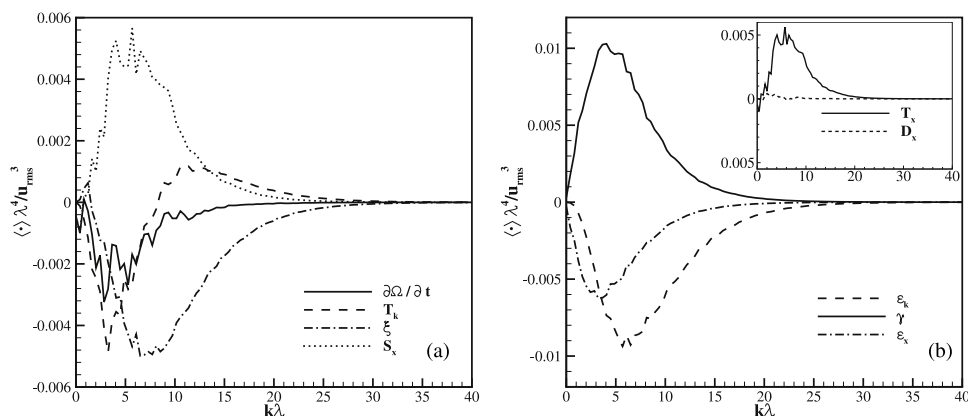 ⟨•⟩ λ⁴/u_rms³
0.006
0.004
0.002
0
-0.002
-0.004
-0.006
0 5 10 15 20 25 30 35 40
kλ
∂Ω / ∂ t
T_k
ξ
S_x
(a)
⟨•⟩ λ⁴/u_rms³
0.01
0.005
0
-0.005
-0.01
0 5 10 15 20 25 30 35 40
kλ
ε_k
γ
ε_x
(b)
0.005
0
0.005
0 10 20 30 40
T_x
D_x